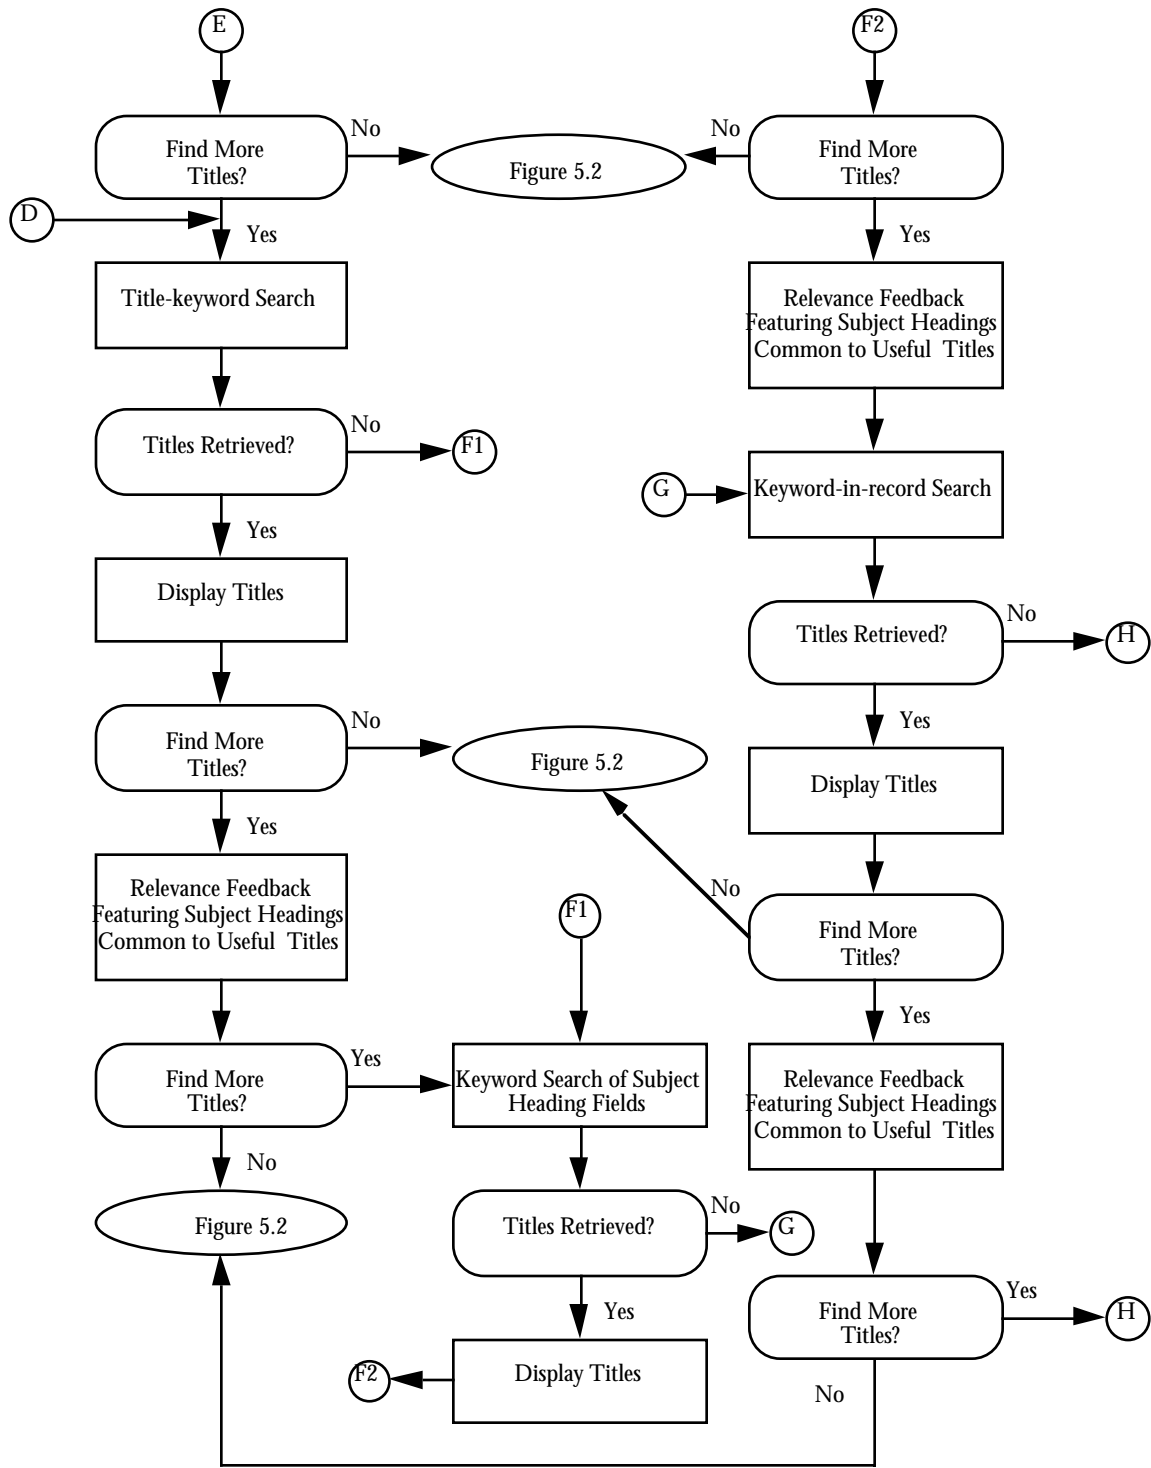 E
Find More
Titles?
No
Figure 5.2
D
Yes
Title-keyword Search
Titles Retrieved?
No
F1
Yes
Display Titles
Find More
Titles?
No
Figure 5.2
Yes
Relevance Feedback
Featuring Subject Headings
Common to Useful Titles
Find More
Titles?
Yes
No
Figure 5.2
F1
Keyword Search of Subject
Heading Fields
Titles Retrieved?
No
G
Yes
Display Titles
F2
F2
No
Find More
Titles?
Yes
Relevance Feedback
Featuring Subject Headings
Common to Useful Titles
G
Keyword-in-record Search
Titles Retrieved?
No
H
Yes
Display Titles
No
Find More
Titles?
Yes
Relevance Feedback
Featuring Subject Headings
Common to Useful Titles
Find More
Titles?
Yes
H
No